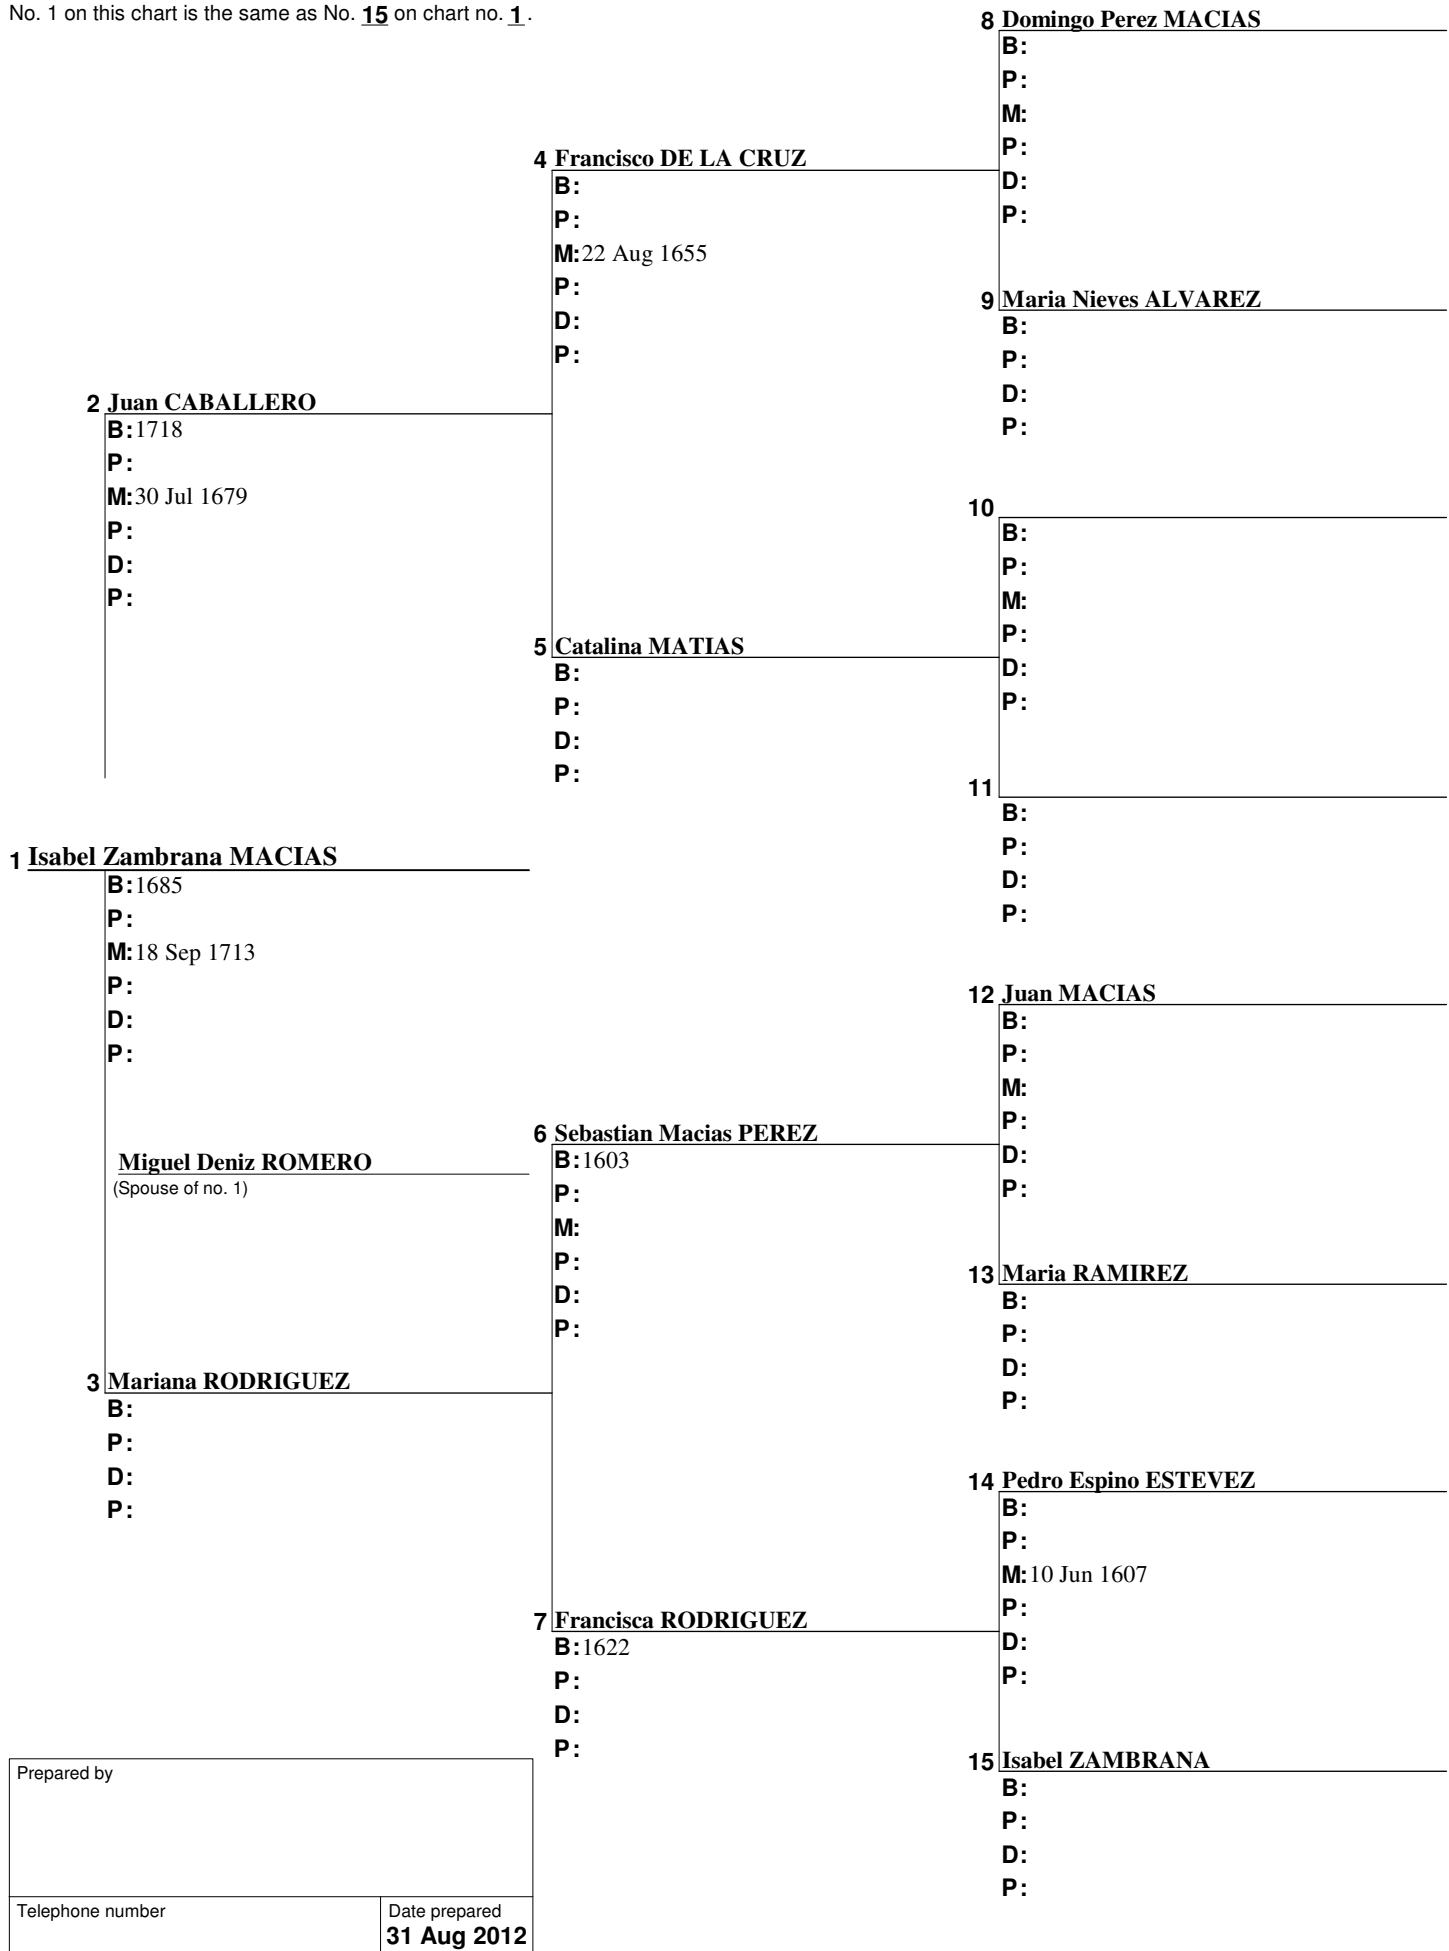 No. 1 on this chart is the same as No. 15 on chart no. 1.
8 Domingo Perez MACIAS
B:
P:
M:
P:
D:
P:
4 Francisco DE LA CRUZ
B:
P:
M: 22 Aug 1655
P:
D:
P:
9 Maria Nieves ALVAREZ
B:
P:
D:
P:
2 Juan CABALLERO
B: 1718
P:
M: 30 Jul 1679
P:
D:
P:
10
B:
P:
M:
P:
D:
P:
5 Catalina MATIAS
B:
P:
D:
P:
11
B:
P:
D:
P:
1 Isabel Zambrana MACIAS
B: 1685
P:
M: 18 Sep 1713
P:
D:
P:
Miguel Deniz ROMERO
(Spouse of no. 1)
12 Juan MACIAS
B:
P:
M:
P:
D:
P:
6 Sebastian Macias PEREZ
B: 1603
P:
M:
P:
D:
P:
13 Maria RAMIREZ
B:
P:
D:
P:
3 Mariana RODRIGUEZ
B:
P:
D:
P:
14 Pedro Espino ESTEVEZ
B:
P:
M: 10 Jun 1607
P:
D:
P:
7 Francisca RODRIGUEZ
B: 1622
P:
D:
P:
15 Isabel ZAMBRANA
B:
P:
D:
P:
Prepared by
Telephone number
Date prepared
31 Aug 2012